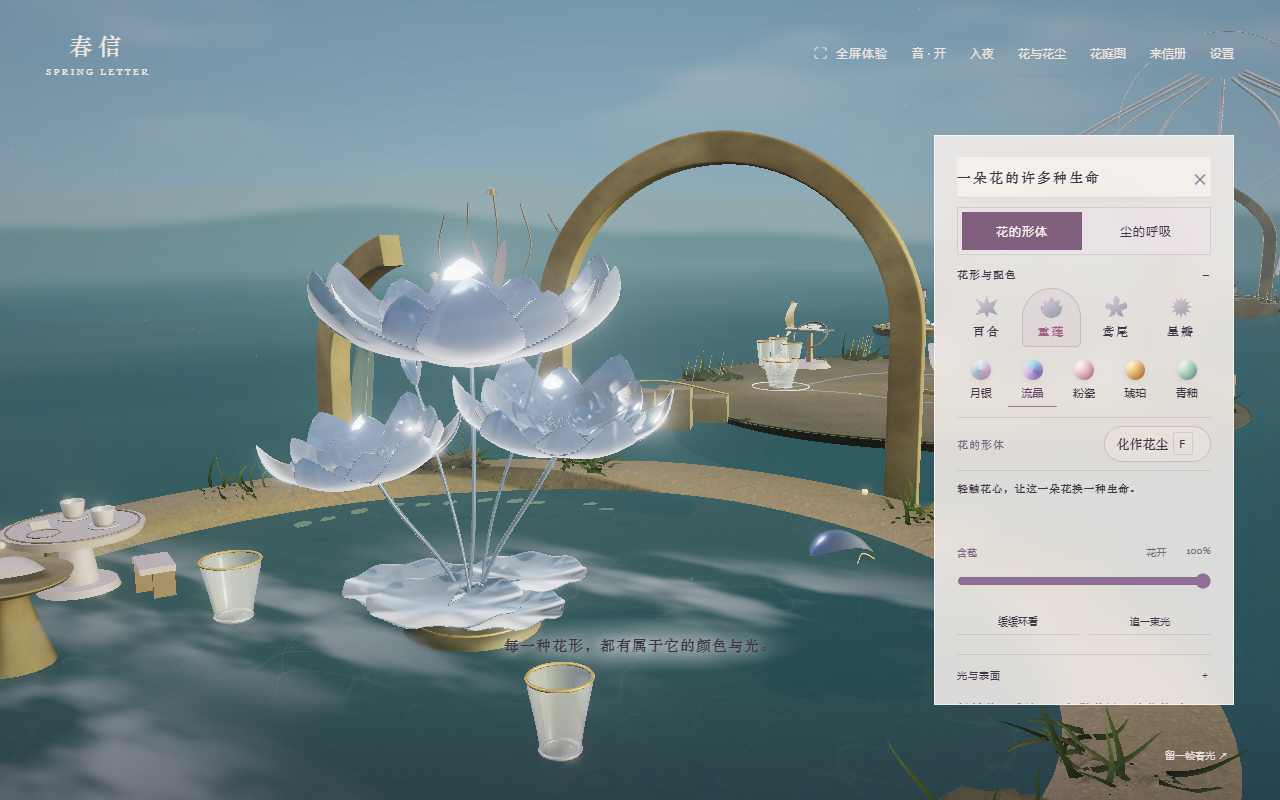 春信
SPRING LETTER
全屏体验
音·开
入夜
花与花尘
花庭图
来信册
设置
一朵花的许多种生命
花的形体
尘的呼吸
花形与配色
百合
重莲
鸢尾
星瓣
月银
流晶
粉瓷
琥珀
青釉
花的形体
化作花尘 F
轻触花心，让这一朵花换一种生命。
含苞
花开
100%
缓缓环看
追一束光
光与表面
每一种花形，都有属于它的颜色与光。
留一帧春光 ↗